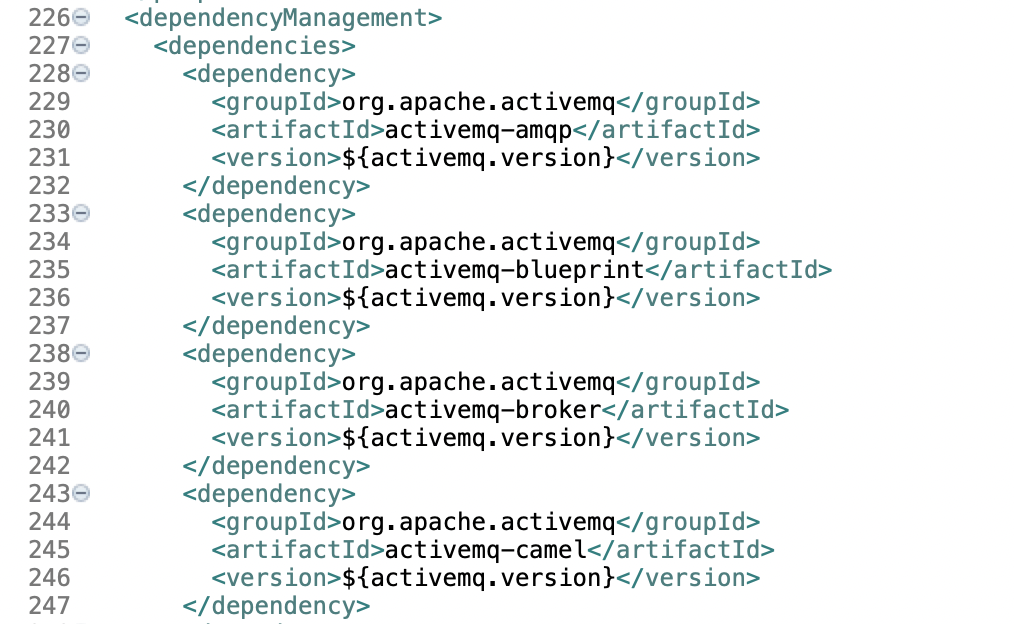 226 <dependencyManagement>
227 <dependencies>
228 <dependency>
229 <groupId>org.apache.activemq</groupId>
230 <artifactId>activemq-amqp</artifactId>
231 <version>${activemq.version}</version>
232 </dependency>
233 <dependency>
234 <groupId>org.apache.activemq</groupId>
235 <artifactId>activemq-blueprint</artifactId>
236 <version>${activemq.version}</version>
237 </dependency>
238 <dependency>
239 <groupId>org.apache.activemq</groupId>
240 <artifactId>activemq-broker</artifactId>
241 <version>${activemq.version}</version>
242 </dependency>
243 <dependency>
244 <groupId>org.apache.activemq</groupId>
245 <artifactId>activemq-camel</artifactId>
246 <version>${activemq.version}</version>
247 </dependency>